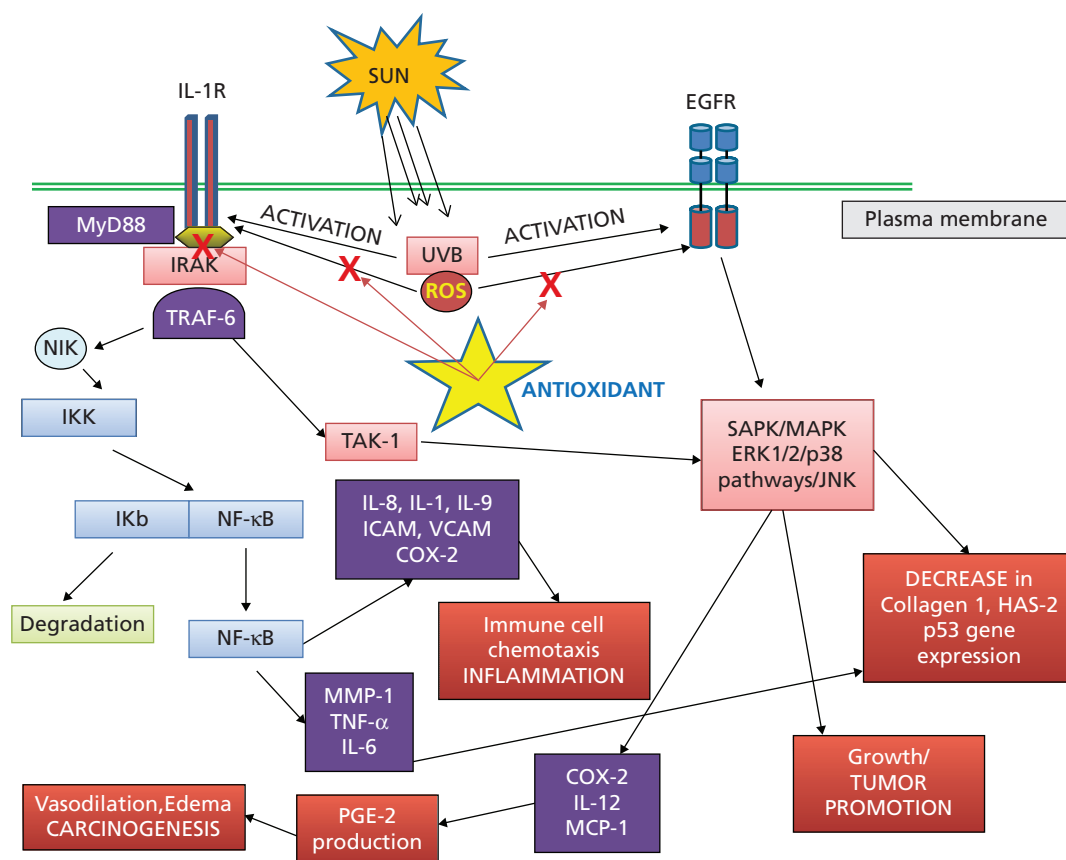 SUN
IL-1R
EGFR
MyD88
ACTIVATION
ACTIVATION
Plasma membrane
UVB
X
IRAK
X
ROS
X
TRAF-6
NIK
ANTIOXIDANT
IKK
TAK-1
SAPK/MAPK
ERK1/2/p38
pathways/JNK
IL-8, IL-1, IL-9
ICAM, VCAM
COX-2
IKb
NF-κB
DECREASE in
Collagen 1, HAS-2
p53 gene
expression
Degradation
NF-κB
Immune cell
chemotaxis
INFLAMMATION
MMP-1
TNF-α
IL-6
Growth/
TUMOR
PROMOTION
COX-2
IL-12
MCP-1
Vasodilation,Edema
CARCINOGENESIS
PGE-2
production